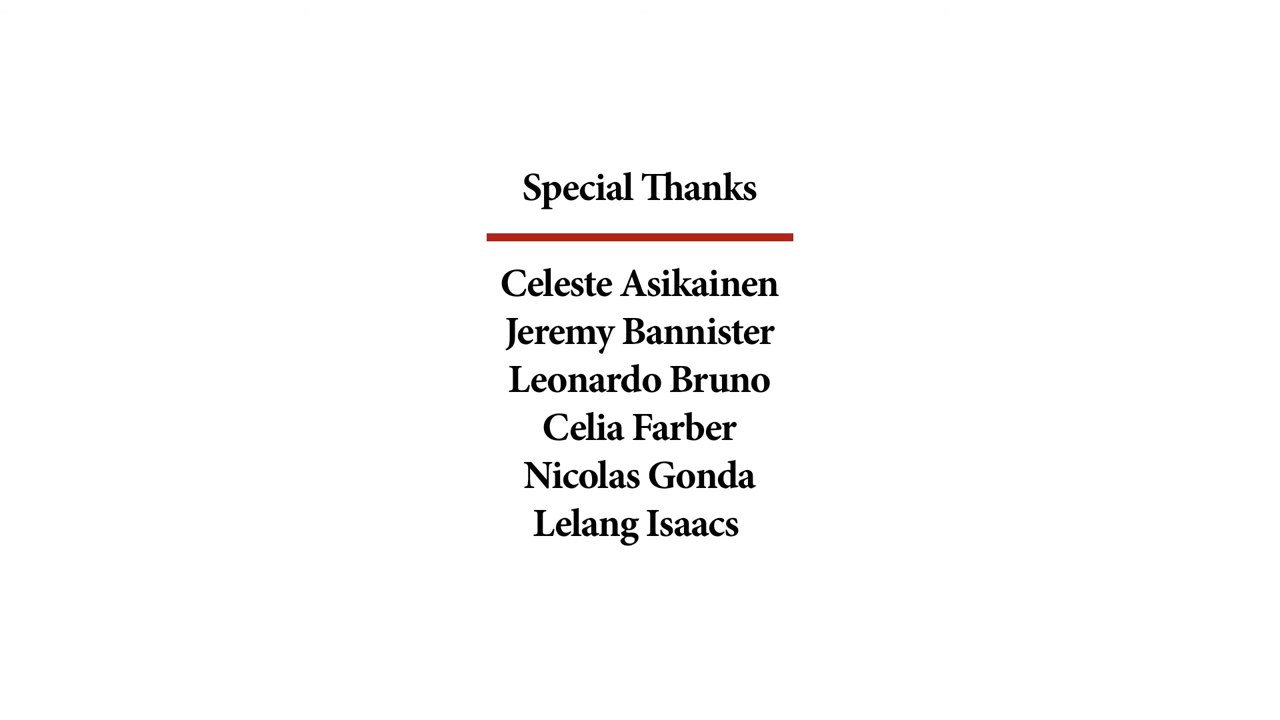 Special Thanks
Celeste Asikainen
Jeremy Bannister
Leonardo Bruno
Celia Farber
Nicolas Gonda
Lelang Isaacs